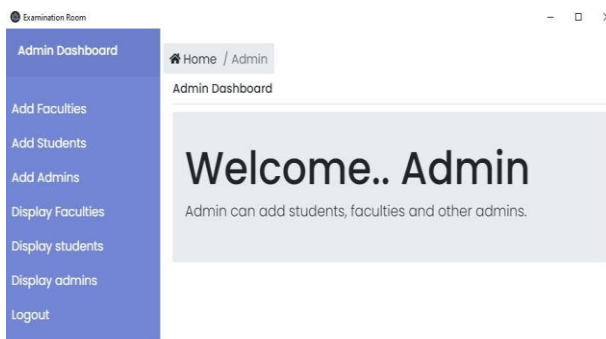 Examination Room
Admin Dashboard
Add Faculties
Add Students
Add Admins
Display Faculties
Display students
Display admins
Logout
Home / Admin
Admin Dashboard
Welcome.. Admin
Admin can add students, faculties and other admins.